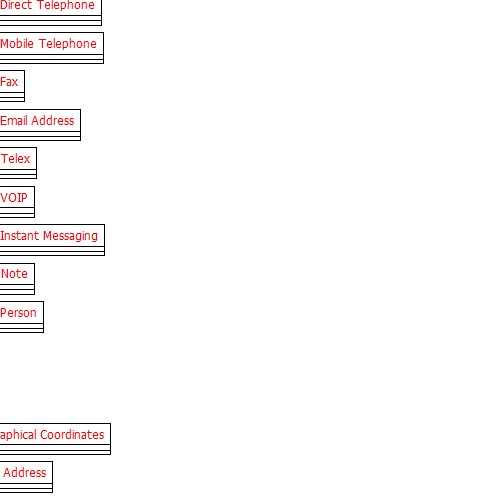 Direct Telephone
Mobile Telephone
Fax
Email Address
Telex
VOIP
Instant Messaging
Note
Person
aphical Coordinates
Address